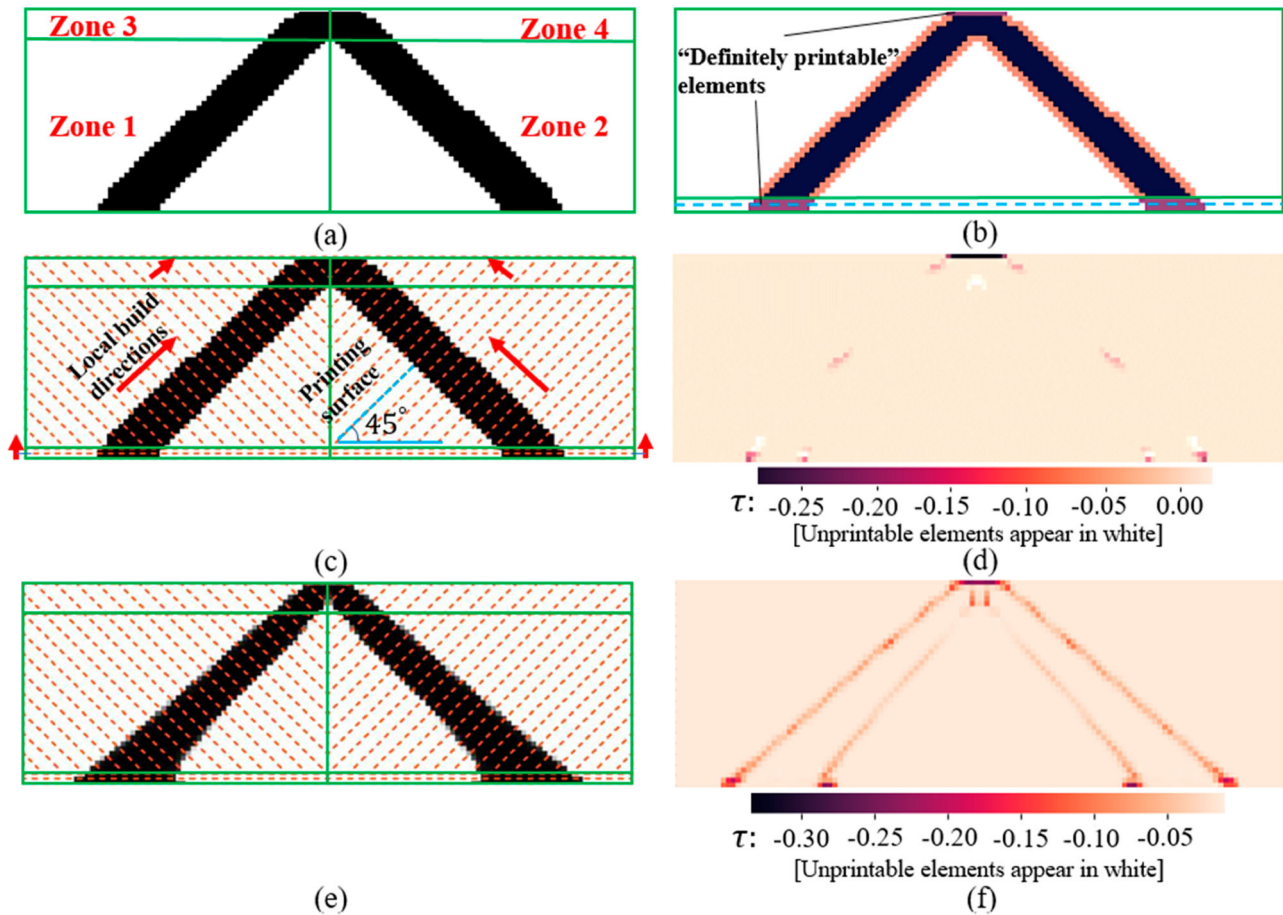 Zone 3
Zone 4
Zone 1
Zone 2
(a)
“Definitely printable”
elements
(b)
Local build
directions
Printing
surface
45°
(c)
τ: -0.25 -0.20 -0.15 -0.10 -0.05 0.00
[Unprintable elements appear in white]
(d)
(e)
τ: -0.30 -0.25 -0.20 -0.15 -0.10 -0.05
[Unprintable elements appear in white]
(f)